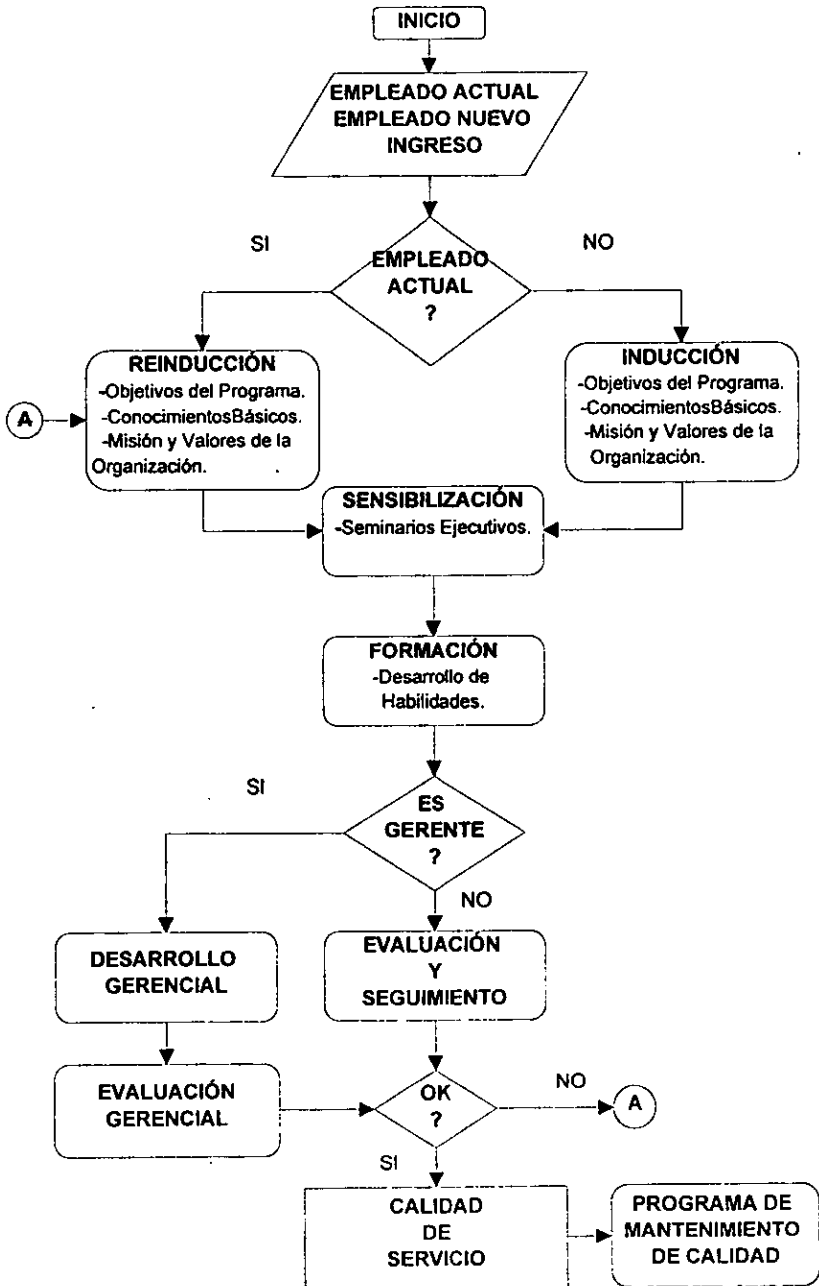 INICIO
EMPLEADO ACTUAL
EMPLEADO NUEVO
INGRESO
SI
NO
EMPLEADO
ACTUAL
?
REINDUCCIÓN
-Objetivos del Programa.
-ConocimientosBásicos.
-Misión y Valores de la
Organización.
INDUCCIÓN
-Objetivos del Programa.
-ConocimientosBásicos.
-Misión y Valores de la
Organización.
A
SENSIBILIZACIÓN
-Seminarios Ejecutivos.
FORMACIÓN
-Desarrollo de
Habilidades.
SI
ES
GERENTE
?
NO
DESARROLLO
GERENCIAL
EVALUACIÓN
Y
SEGUIMIENTO
EVALUACIÓN
GERENCIAL
OK
?
NO
A
SI
CALIDAD
DE
SERVICIO
PROGRAMA DE
MANTENIMIENTO
DE CALIDAD